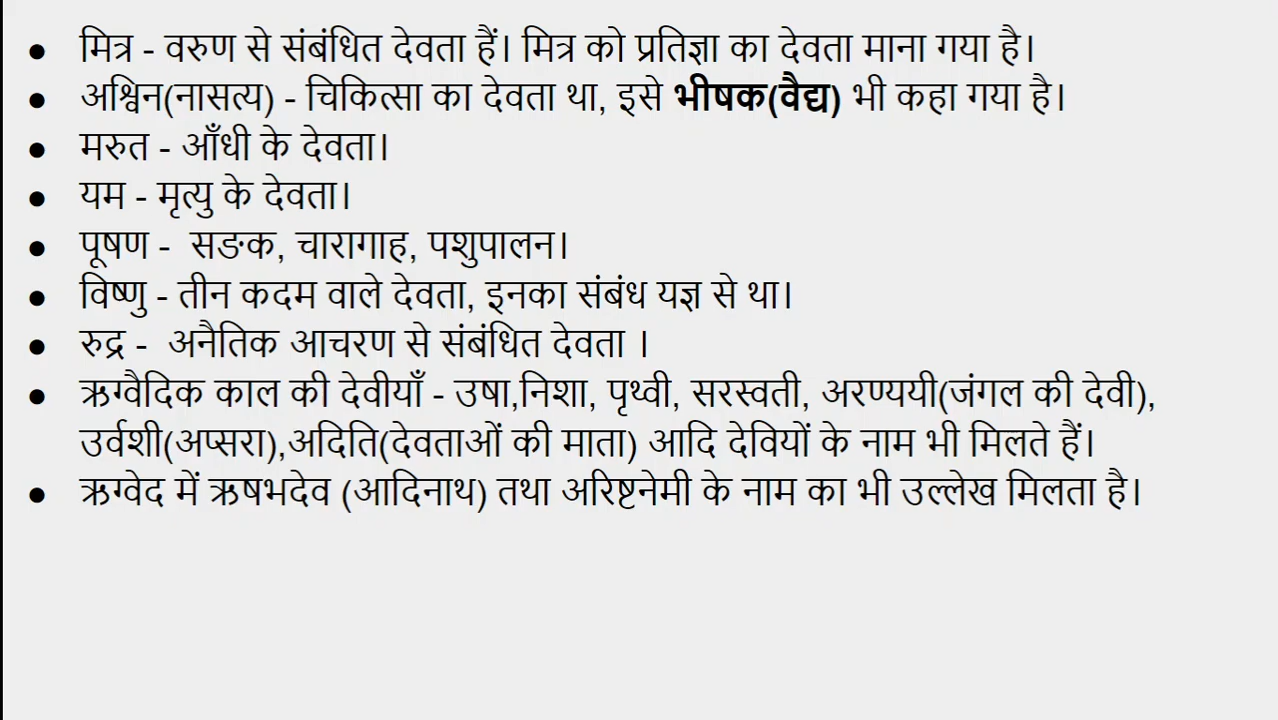 ● मित्र - वरुण से संबंधित देवता हैं। मित्र को प्रतिज्ञा का देवता माना गया है।
● अश्विन(नासत्य) - चिकित्सा का देवता था, इसे भीषक(वैद्य) भी कहा गया है।
● मरुत - आँधी के देवता।
● यम - मृत्यु के देवता।
● पूषण - सङक, चारागाह, पशुपालन।
● विष्णु - तीन कदम वाले देवता, इनका संबंध यज्ञ से था।
● रुद्र - अनैतिक आचरण से संबंधित देवता ।
● ऋग्वैदिक काल की देवीयाँ - उषा,निशा, पृथ्वी, सरस्वती, अरण्ययी(जंगल की देवी),
उर्वशी(अप्सरा),अदिति(देवताओं की माता) आदि देवियों के नाम भी मिलते हैं।
● ऋग्वेद में ऋषभदेव (आदिनाथ) तथा अरिष्टनेमी के नाम का भी उल्लेख मिलता है।